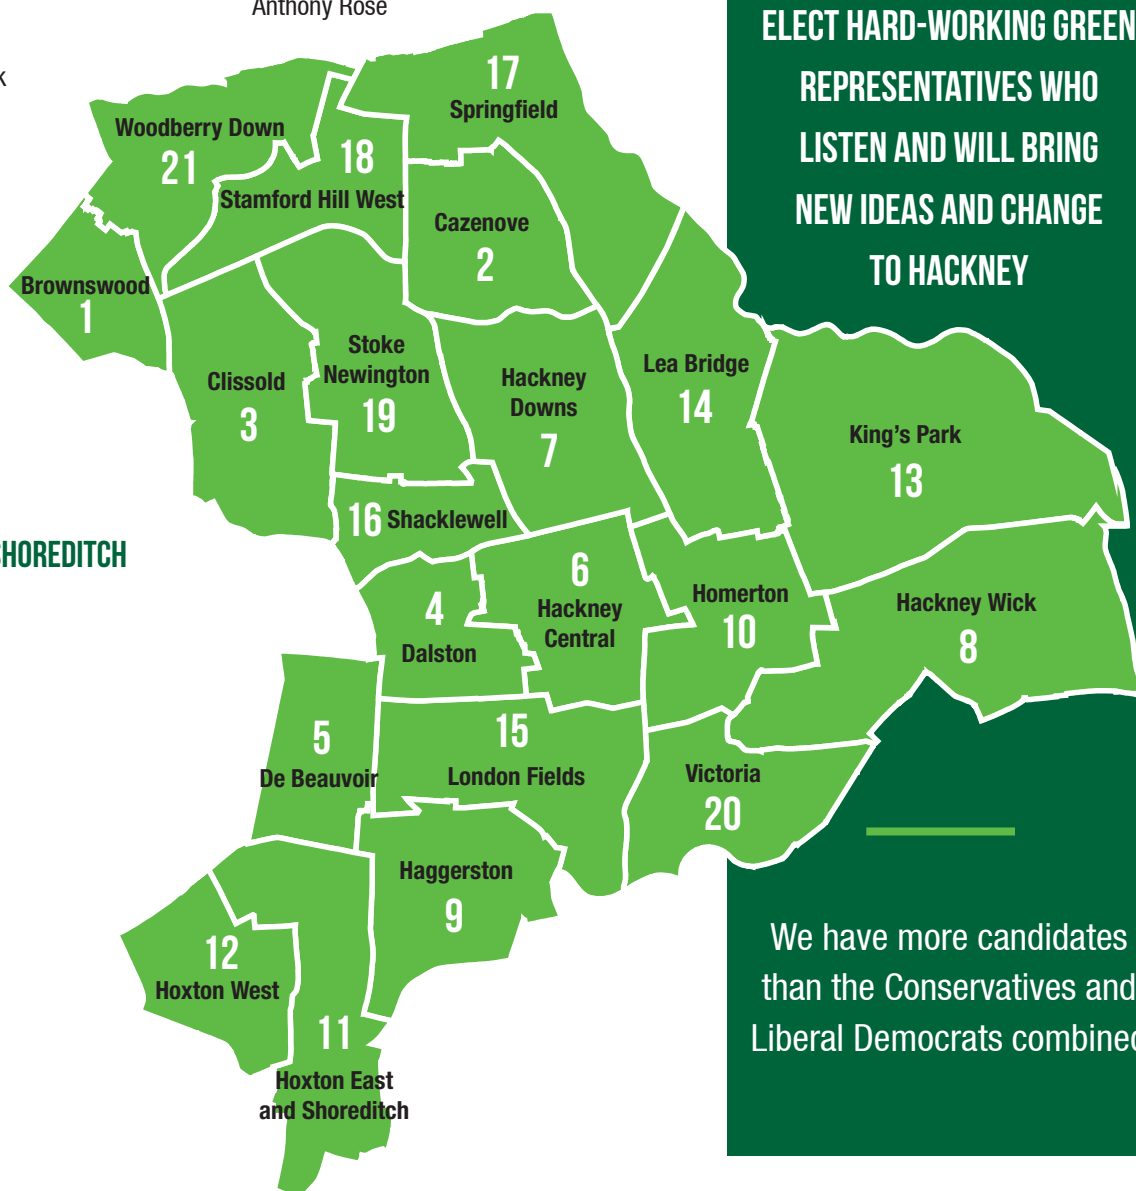 Anthony Rose
k
SHOREDITCH
17
Springfield
Woodberry Down
21
18
Stamford Hill West
Cazenove
2
Brownswood
1
Clissold
3
Stoke
Newington
19
Hackney
Downs
7
Lea Bridge
14
King's Park
13
16 Shacklewell
4
Dalston
6
Hackney
Central
Homerton
10
Hackney Wick
8
5
De Beauvoir
15
London Fields
Victoria
20
Haggerston
9
12
Hoxton West
11
Hoxton East
and Shoreditch
ELECT HARD-WORKING GREEN
REPRESENTATIVES WHO
LISTEN AND WILL BRING
NEW IDEAS AND CHANGE
TO HACKNEY
We have more candidates
than the Conservatives and
Liberal Democrats combined